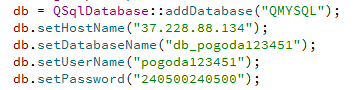 db = QSqlDatabase::addDatabase("QMYSQL");
db.setHostName("37.228.88.134");
db.setDatabaseName("db_pogoda123451");
db.setUserName("pogoda123451");
db.setPassword("240500240500");